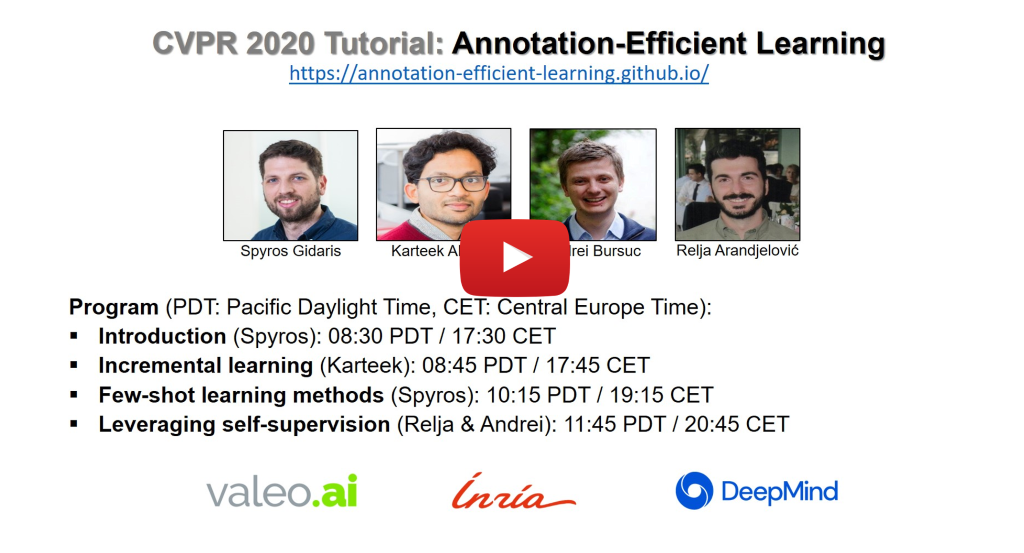 CVPR 2020 Tutorial: Annotation-Efficient Learning
https://annotation-efficient-learning.github.io/
Spyros Gidaris
Karteek
Bursuc
Relja Arandjelović
Program (PDT: Pacific Daylight Time, CET: Central Europe Time):
▪ Introduction (Spyros): 08:30 PDT / 17:30 CET
▪ Incremental learning (Karteek): 08:45 PDT / 17:45 CET
▪ Few-shot learning methods (Spyros): 10:15 PDT / 19:15 CET
▪ Leveraging self-supervision (Relja & Andrei): 11:45 PDT / 20:45 CET
valeo.ai
Inria
DeepMind